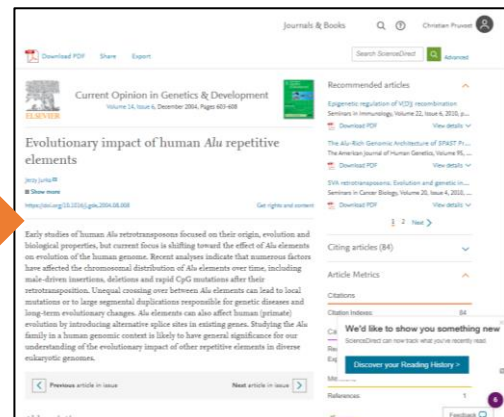 Journals & Books
Christian Pruvost
Download PDF Share Export
Search ScienceDirect
Advanced
ELSEVIER
Current Opinion in Genetics & Development
Volume 14, Issue 6, December 2004, Pages 603-608
Evolutionary impact of human Alu repetitive
elements
Jerzy Jurka
Show more
https://doi.org/10.1016/j.gde.2004.08.008
Get rights and content
Early studies of human Alu retrotransposons focused on their origin, evolution and
biological properties, but current focus is shifting toward the effect of Alu elements
on evolution of the human genome. Recent analyses indicate that numerous factors
have affected the chromosomal distribution of Alu elements over time, including
male-driven insertions, deletions and rapid CpG mutations after their
retrotransposition. Unequal crossing over between Alu elements can lead to local
mutations or to large segmental duplications responsible for genetic diseases and
long-term evolutionary changes. Alu elements can also affect human (primate)
evolution by introducing alternative splice sites in existing genes. Studying the Alu
family in a human genomic context is likely to have general significance for our
understanding of the evolutionary impact of other repetitive elements in diverse
eukaryotic genomes.
Previous article in issue
Next article in issue
Recommended articles
Epigenetic regulation of V(D)J recombination
Seminars in Immunology, Volume 22, Issue 6, 2010, p...
Download PDF View details
The Alu-Rich Genomic Architecture of SPAST Pr...
The American Journal of Human Genetics, Volume 95, ...
Download PDF View details
SVA retrotransposons: Evolution and genetic in...
Seminars in Cancer Biology, Volume 20, Issue 4, 2010, ...
Download PDF View details
1 2 Next
Citing articles (84)
Article Metrics
Citations
Citation Indexes 84
We'd like to show you something new
ScienceDirect can now track what you've recently read.
Discover your Reading History >
References 1
Feedback
6